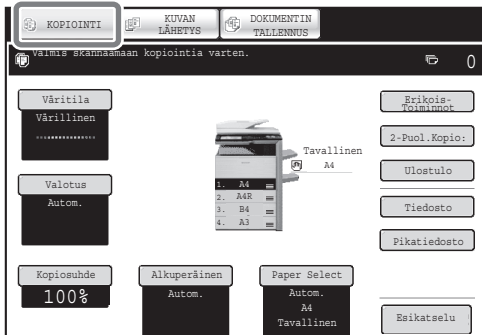 KOPIOINTI
KUVAN
LÄHETYS
DOKUMENTIN
TALLENNUS
Valmis skannaamaan kopiointia varten.
0
Väritila
Värillinen
Valotus
Autom.
Kopiosuhde
100%
Tavallinen
A4
1. A4
2. A4R
3. B4
4. A3
Alkuperäinen
Autom.
Paper Select
Autom.
A4
Tavallinen
Erikois-
Toiminnot
2-Puol.Kopio:
Ulostulo
Tiedosto
Pikatiedosto
Esikatselu